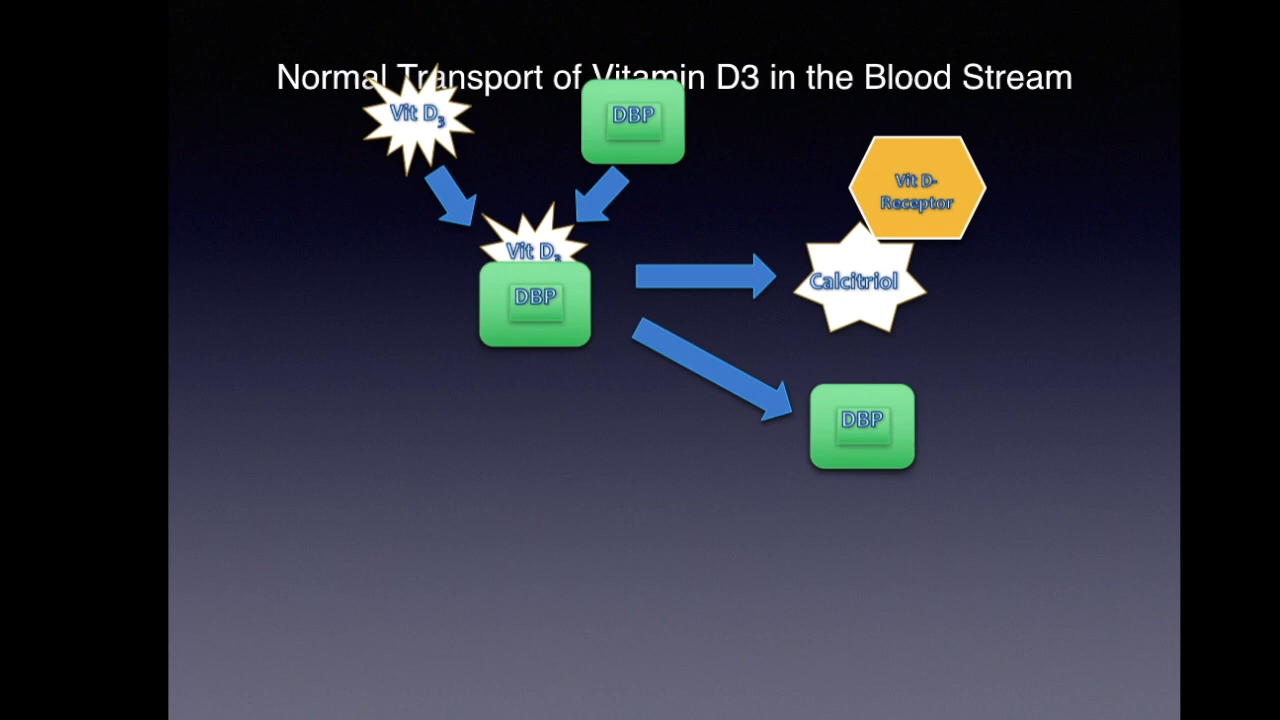 Normal Transport of Vitamin D3 in the Blood Stream
Vit D3
DBP
Vit D-
Receptor
Vit D3
Calcitriol
DBP
DBP